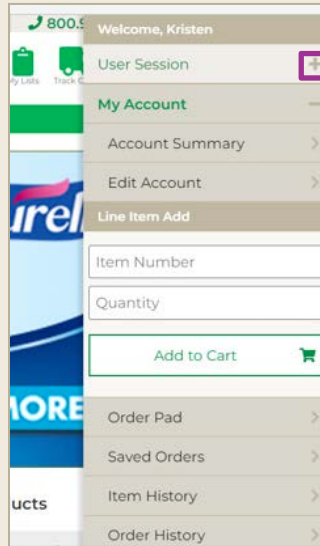 800.9
Welcome, Kristen
User Session
My Lists
Track
My Account
Account Summary
Edit Account
urell
Line Item Add
Item Number
Quantity
Add to Cart
MORE
Order Pad
Saved Orders
ucts
Item History
Order History